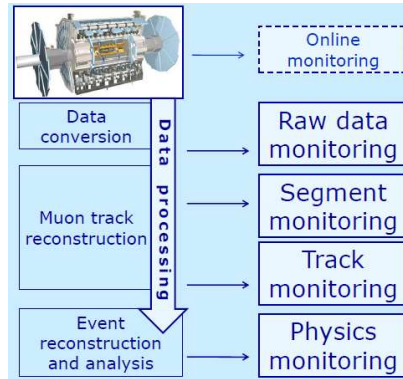 Online
monitoring
Data
conversion
Data processing
Raw data
monitoring
Muon track
reconstruction
Segment
monitoring
Track
monitoring
Event
reconstruction
and analysis
Physics
monitoring